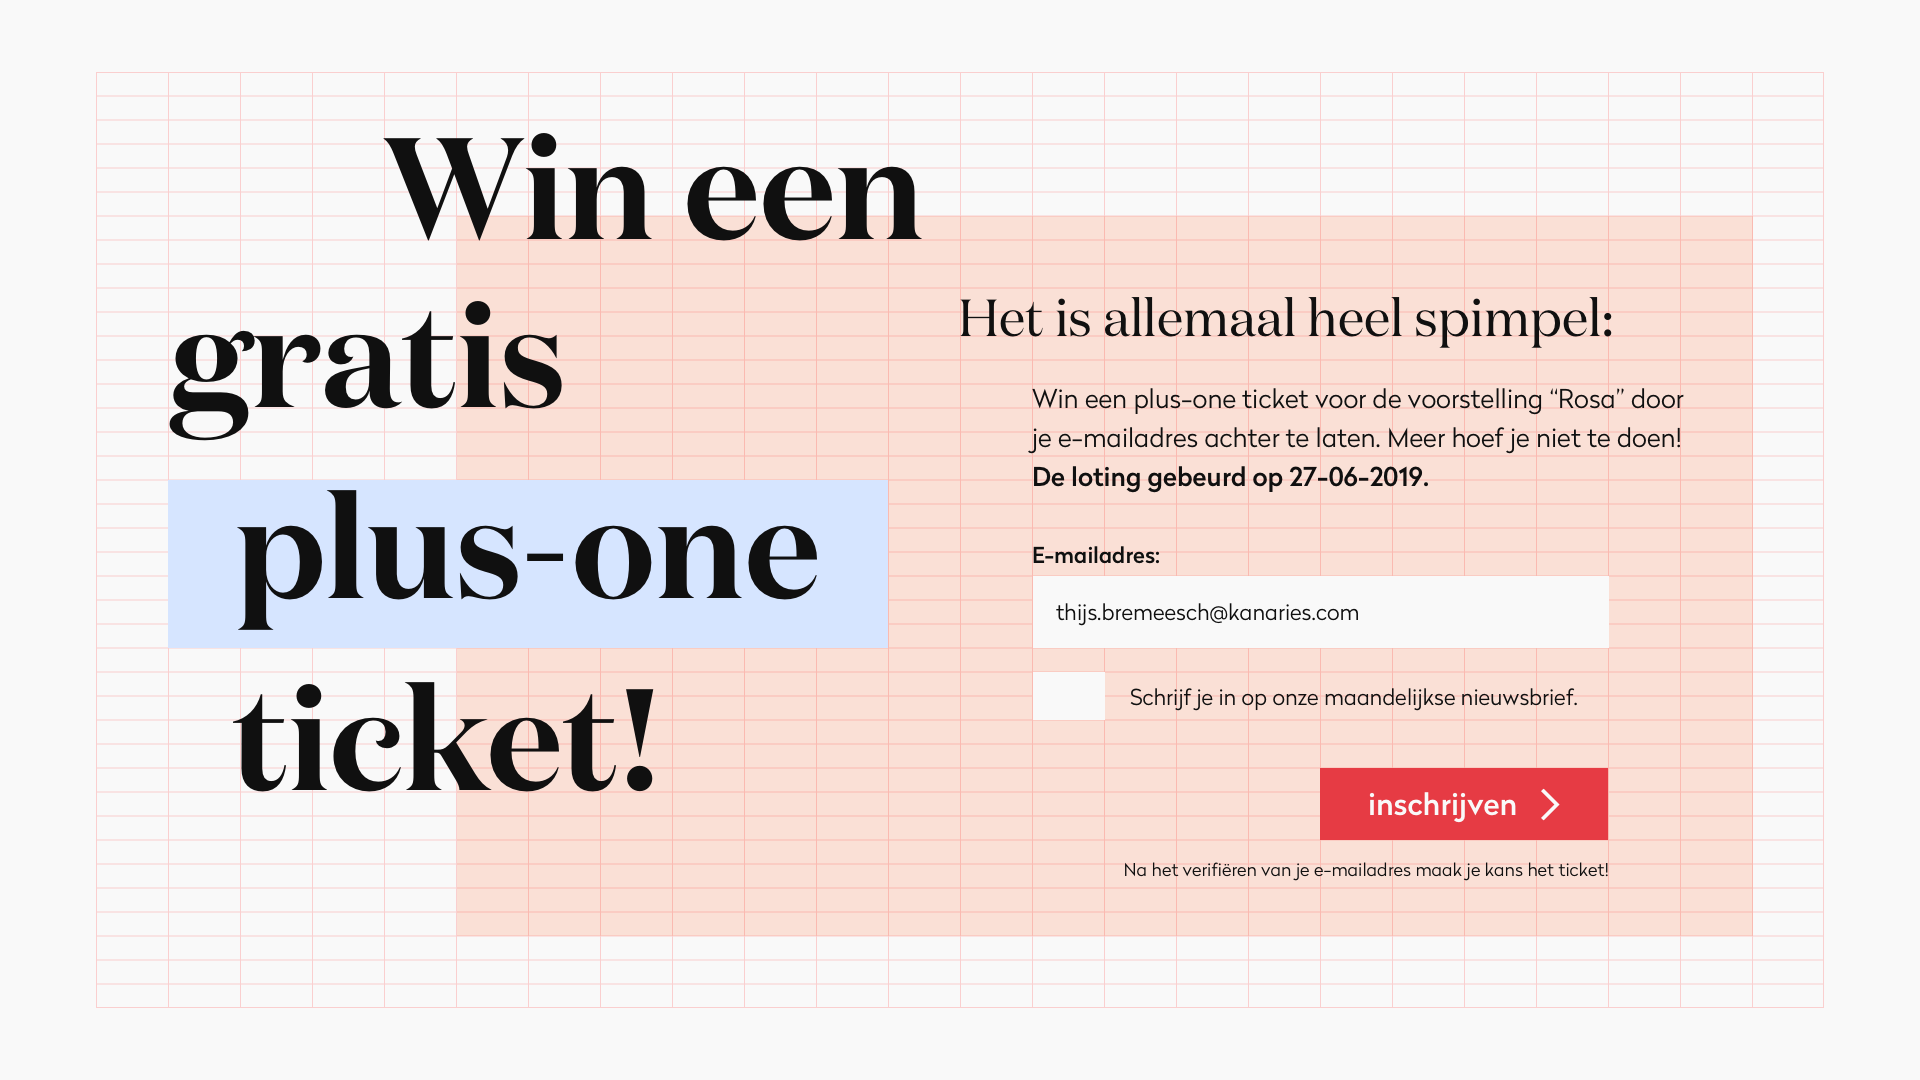 Win een
gratis
plus-one
ticket!
Het is allemaal heel spimpel:
Win een plus-one ticket voor de voorstelling “Rosa” door
je e-mailadres achter te laten. Meer hoef je niet te doen!
De loting gebeurd op 27-06-2019.
E-mailadres:
thijs.bremeesch@kanaries.com
Schrijf je in op onze maandelijkse nieuwsbrief.
inschrijven
Na het verifiëren van je e-mailadres maak je kans het ticket!